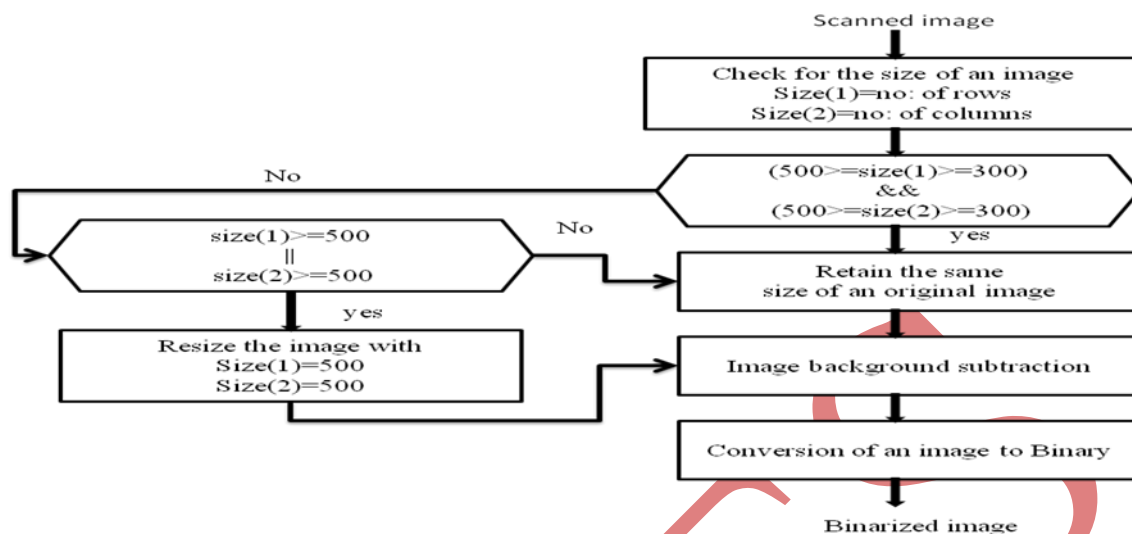 Scanned image
Check for the size of an image
Size(1)=no: of rows
Size(2)=no: of columns
(500>=size(1)>=300)
&&
(500>=size(2)>=300)
No
yes
size(1)>=500
||
size(2)>=500
No
yes
Retain the same
size of an original image
Resize the image with
Size(1)=500
Size(2)=500
Image background subtraction
Conversion of an image to Binary
Binarized image